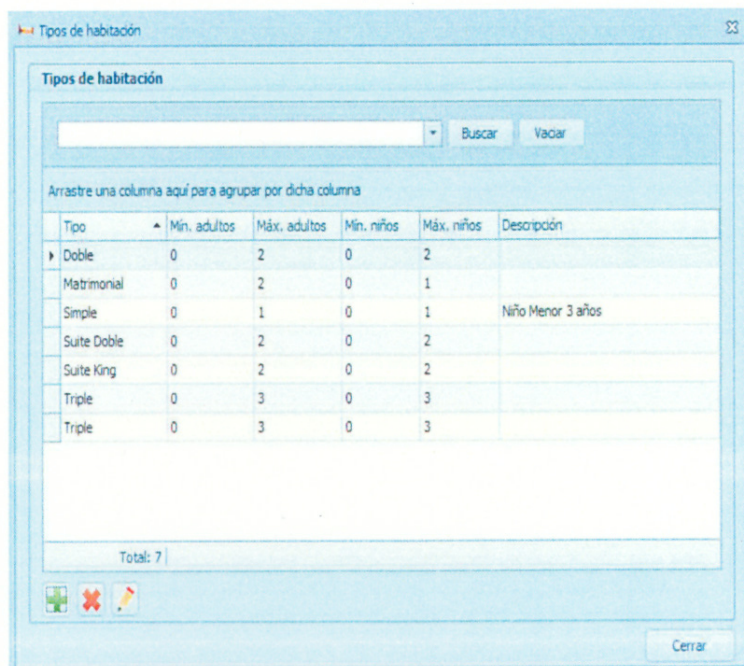 Tipos de habitación
Tipos de habitación
Buscar Vaciar
Arrastre una columna aquí para agrupar por dicha columna
Tipo Mín. adultos Máx. adultos Mín. niños Máx. niños Descripción
Doble 0 2 0 2
Matrimonial 0 2 0 1
Simple 0 1 0 1 Niño Menor 3 años
Suite Doble 0 2 0 2
Suite King 0 2 0 2
Triple 0 3 0 3
Triple 0 3 0 3
Total: 7
Cerrar